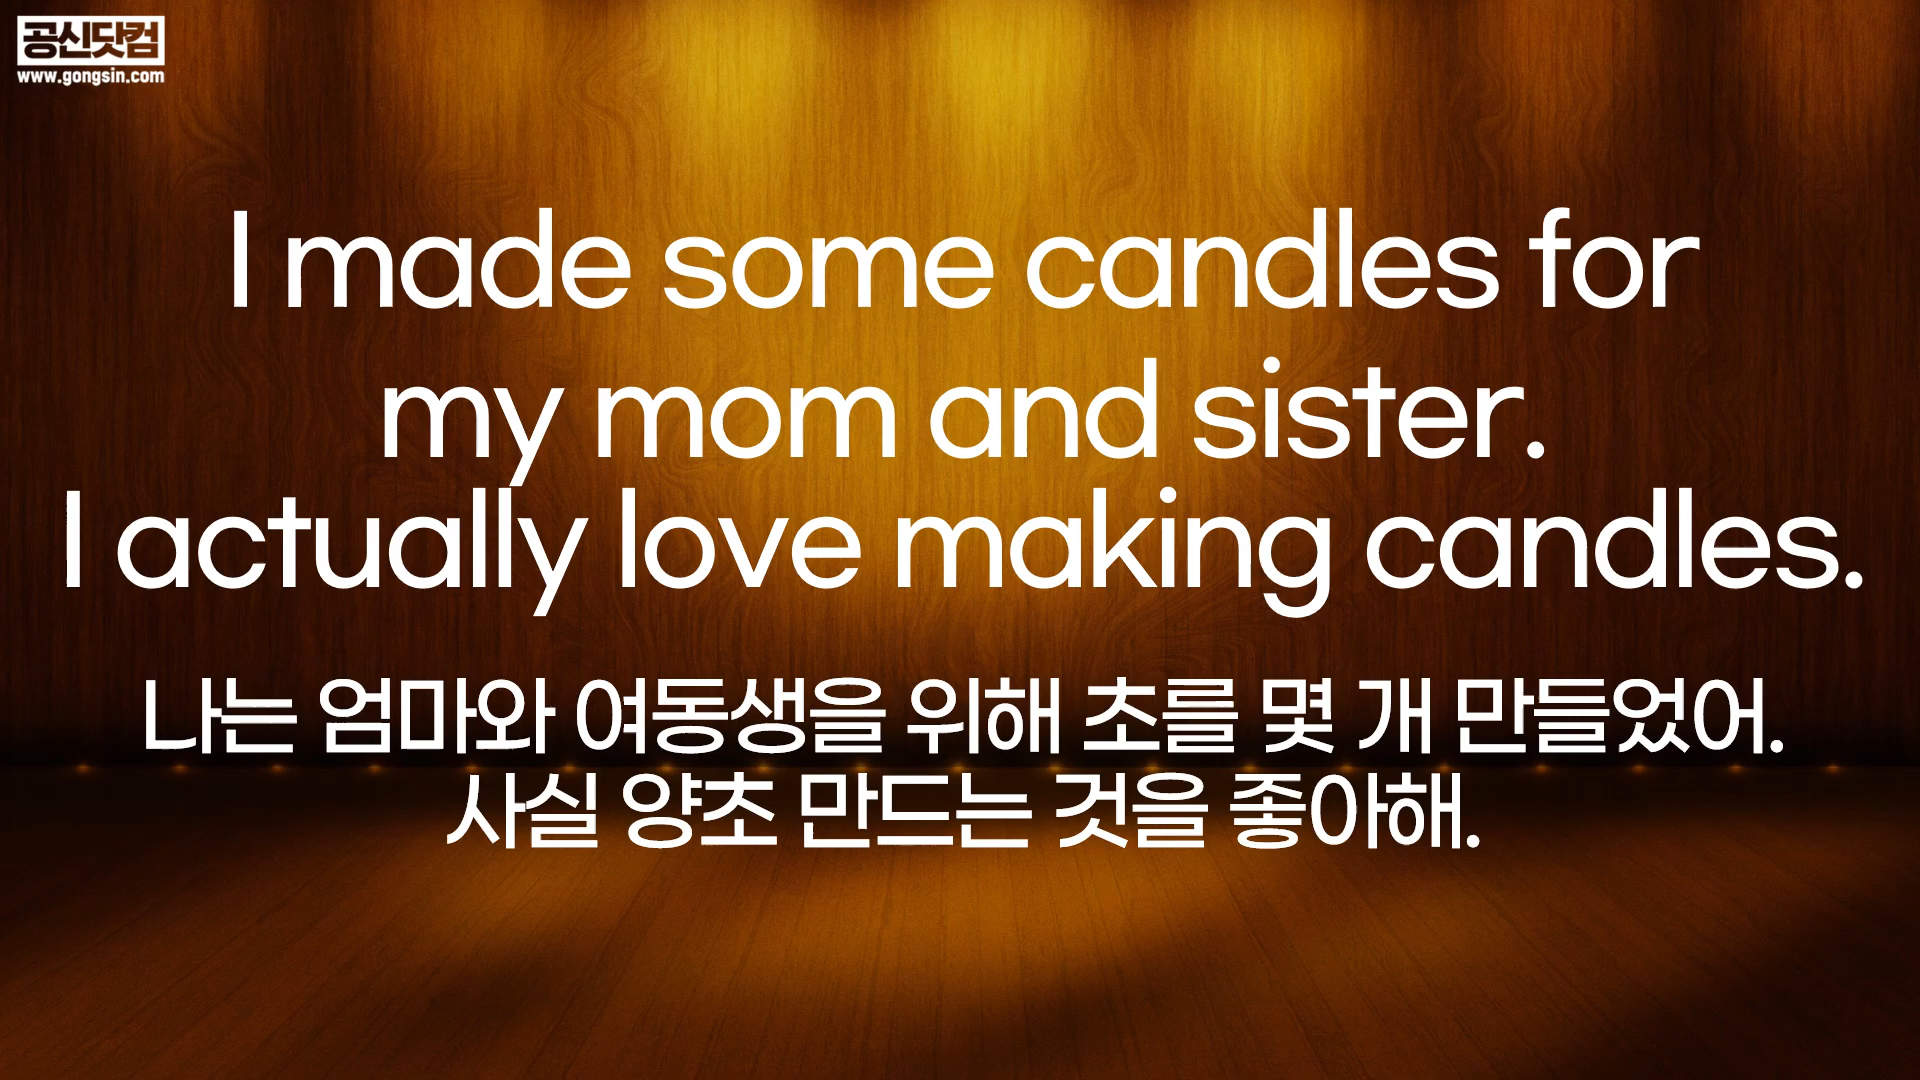 공신닷컴
www.gongsin.com
I made some candles for
my mom and sister.
I actually love making candles.
나는 엄마와 여동생을 위해 초를 몇 개 만들었어.
사실 양초 만드는 것을 좋아해.